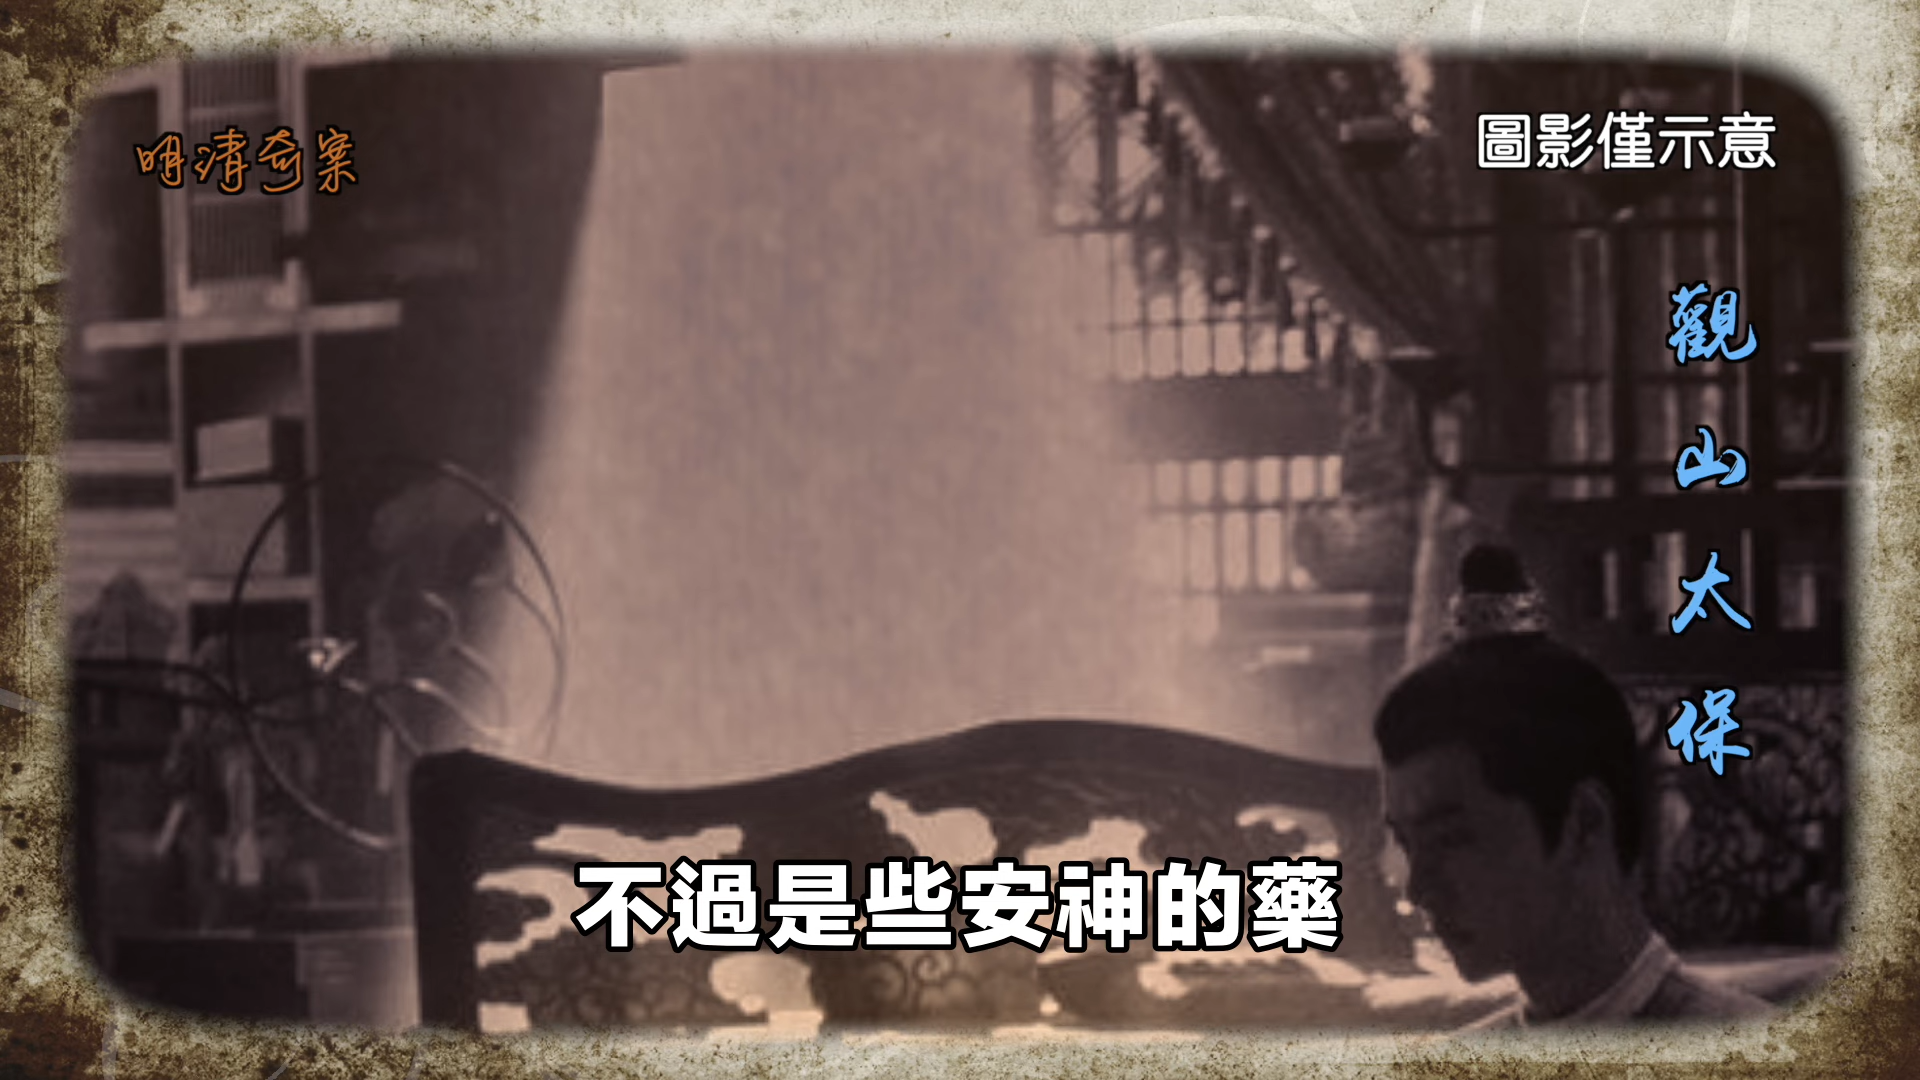 明清奇案
圖影僅示意
觀山太保
不過是些安神的藥